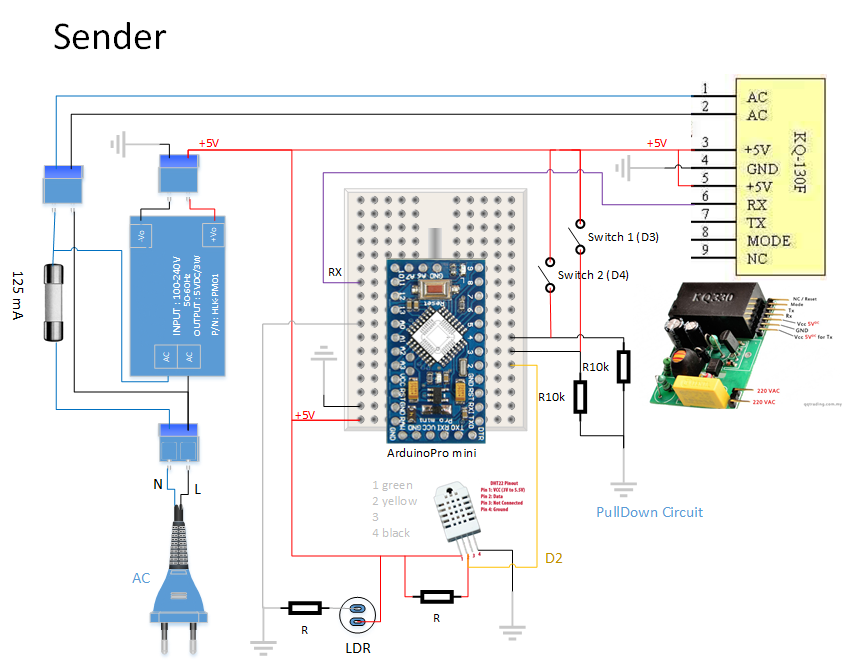 Sender
1 AC
2 AC
3 +5V
4 GND
5 +5V
6 RX
7 TX
8 MODE
9 NC
KQ-130F
+5V
+5V
-Vo
+Vo
INPUT : 100-240V
50-60Hz
OUTPUT : 5VDC/3W
P/N: HLK-PM01
AC AC
125 mA
RX
Switch 1 (D3)
Switch 2 (D4)
Reset
Pro mini
+5V
ArduinoPro mini
R10k
R10k
PullDown Circuit
KQ330
NC / Reset
Mode
Tx
Rx
Vcc 5VDC
GND
Vcc 5VDC for Tx
220 VAC
220 VAC
N L
AC
1 green
2 yellow
3
4 black
DHT22 Pinout
Pin 1: VCC (3V to 5.5V)
Pin 2: Data
Pin 3: Not Connected
Pin 4: Ground
D2
R
LDR
R